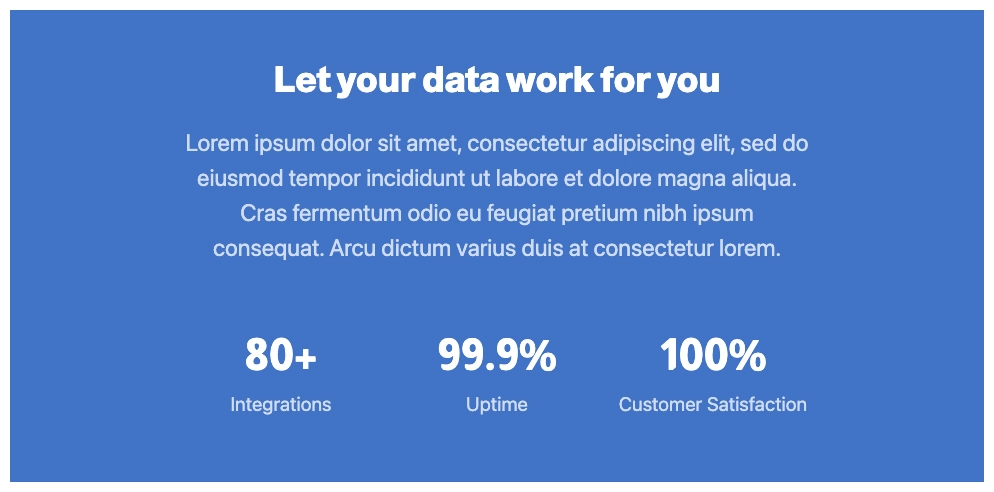 Let your data work for you
Lorem ipsum dolor sit amet, consectetur adipiscing elit, sed do
eiusmod tempor incididunt ut labore et dolore magna aliqua.
Cras fermentum odio eu feugiat pretium nibh ipsum
consequat. Arcu dictum varius duis at consectetur lorem.
80+ 99.9% 100%
Integrations Uptime Customer Satisfaction